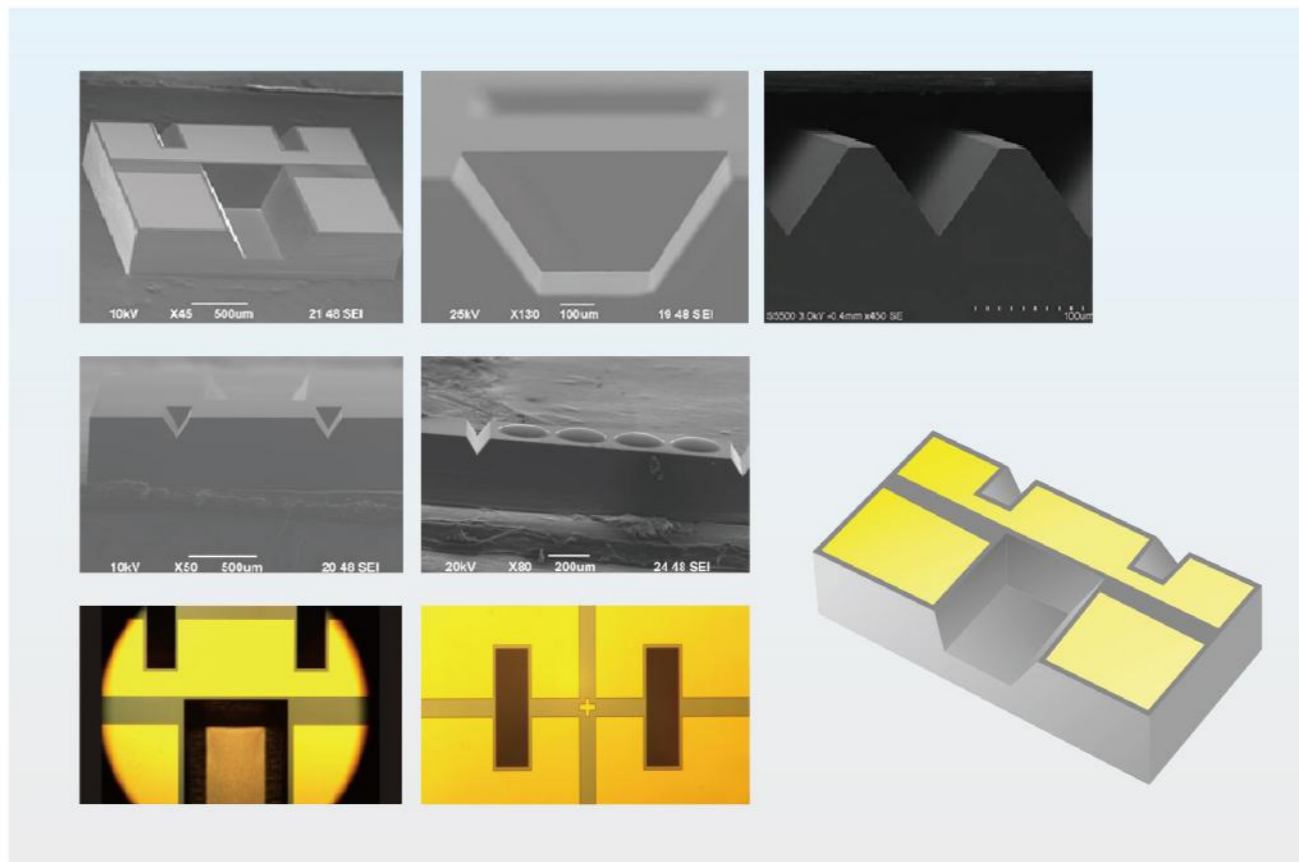 10kV X45 500um 21 48 SEI
25kV X130 100um 19 48 SEI
S5500 3.0kV -0.4mm x450 SE 100um
10kV X50 500um 20 48 SEI
20kV X80 200um 24 48 SEI